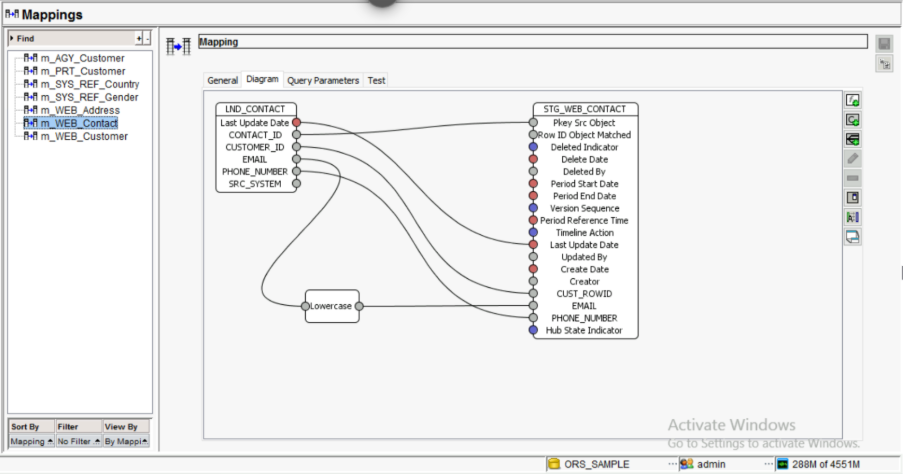 Mappings
Find
+ -
m_AGY_Customer
m_PRT_Customer
m_SYS_REF_Country
m_SYS_REF_Gender
m_WEB_Address
m_WEB_Contact
m_WEB_Customer
Sort By Filter View By
Mapping No Filter By Mappi
Mapping
General Diagram Query Parameters Test
LND_CONTACT
Last Update Date
CONTACT_ID
CUSTOMER_ID
EMAIL
PHONE_NUMBER
SRC_SYSTEM
Lowercase
STG_WEB_CONTACT
Pkey Src Object
Row ID Object Matched
Deleted Indicator
Delete Date
Deleted By
Period Start Date
Period End Date
Version Sequence
Period Reference Time
Timeline Action
Last Update Date
Updated By
Create Date
Creator
CUST_ROWID
EMAIL
PHONE_NUMBER
Hub State Indicator
Activate Windows
Go to Settings to activate Windows.
ORS_SAMPLE ··· admin ··· 288M of 4551M